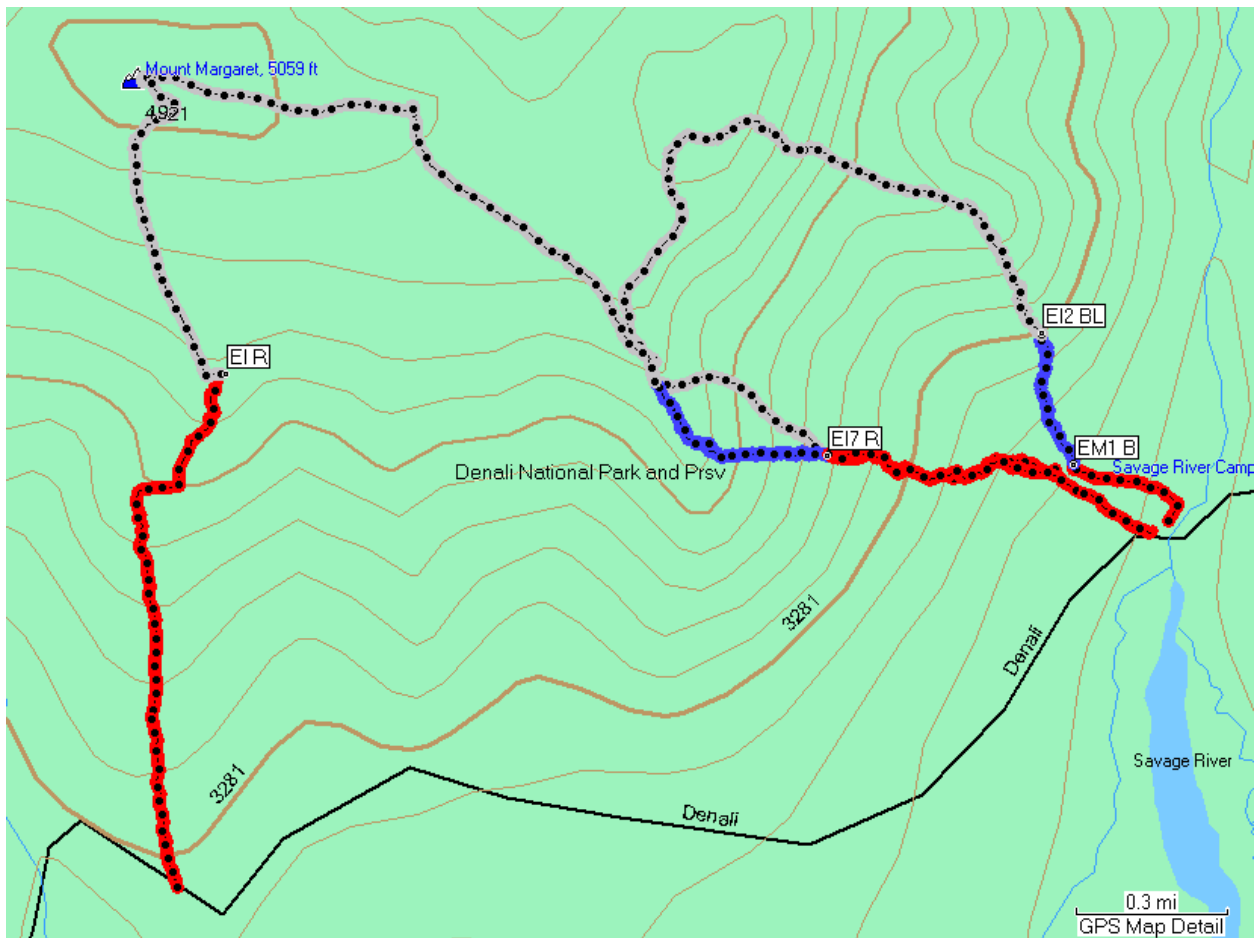 Mount Margaret, 5059 ft
4921
EI2 BL
EI R
EI7 R
EM1 B
Denali National Park and Prsv
Savage River Camp
3281
Denali
Savage River
3281
Denali
0.3 mi
GPS Map Detail